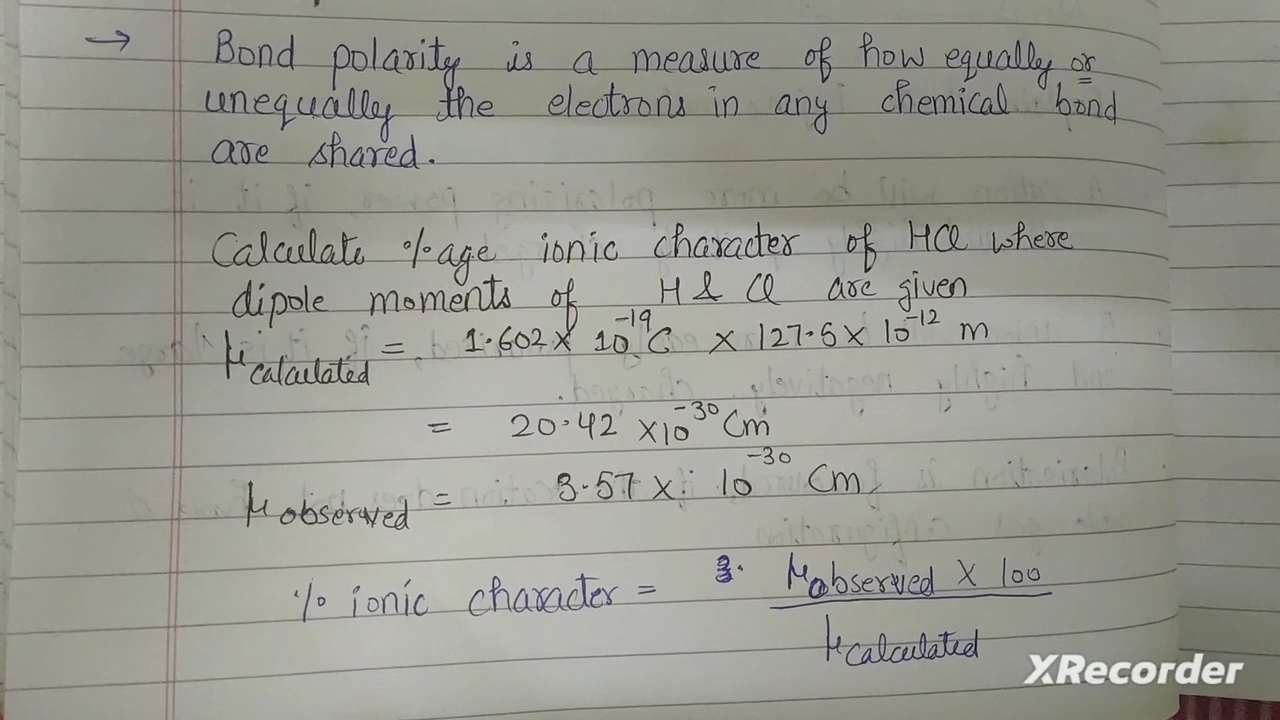 → Bond polarity is a measure of how equally or
unequally the electrons in any chemical bond
are shared.
Calculate %age ionic character of HCl where
dipole moments of H & Cl are given
μcalculated = 1.602 × 10⁻¹⁹C × 127.5 × 10⁻¹² m
= 20.42 × 10⁻³⁰ Cm
μobserved = 3.57 × 10⁻³⁰ Cm
% ionic character = μobserved × 100
μcalculated
XRecorder